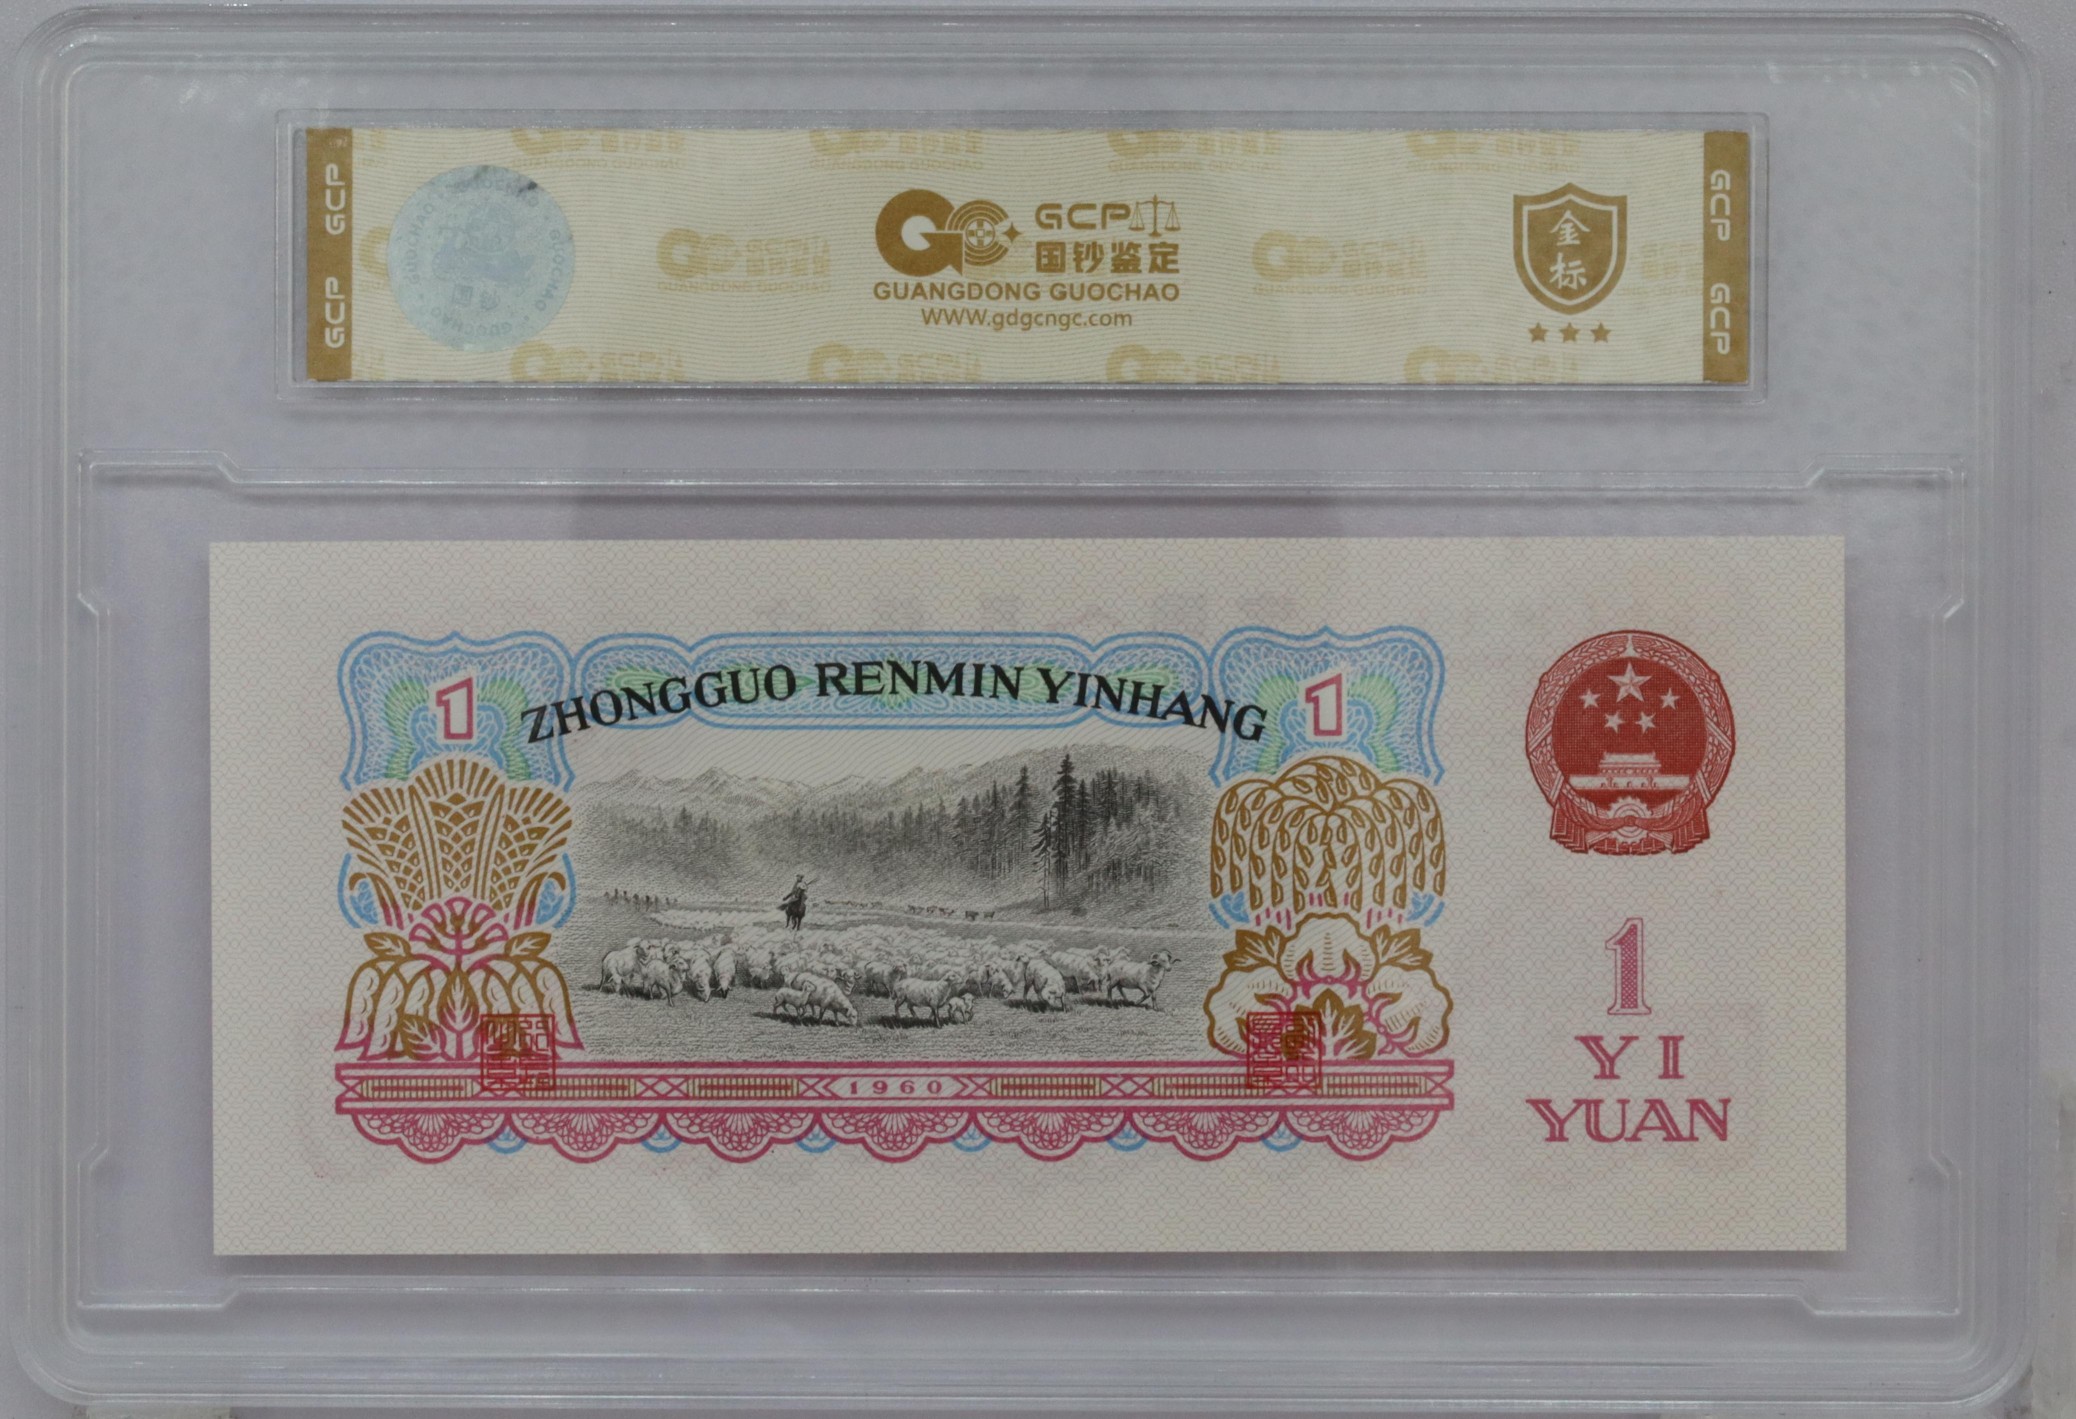 GCP GCP
GCP
国钞鉴定
GUANGDONG GUOCHAO
WWW.gdgcngc.com
金标
GCP GCP
ZHONGGUO RENMIN YINHANG
1
1
1960
1
YI
YUAN